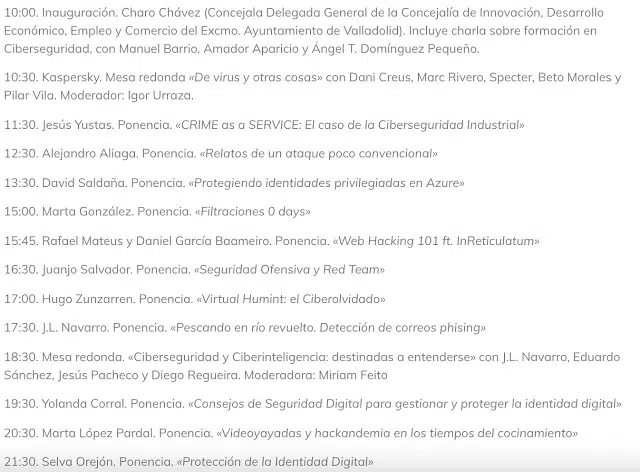 10:00. Inauguración. Charo Chávez (Concejala Delegada General de la Concejalía de Innovación, Desarrollo
Económico, Empleo y Comercio del Excmo. Ayuntamiento de Valladolid). Incluye charla sobre formación en
Ciberseguridad, con Manuel Barrio, Amador Aparicio y Ángel T. Domínguez Pequeño.
10:30. Kaspersky. Mesa redonda «De virus y otras cosas» con Dani Creus, Marc Rivero, Specter, Beto Morales y
Pilar Vila. Moderador: Igor Urraza.
11:30. Jesús Yustas. Ponencia. «CRIME as a SERVICE: El caso de la Ciberseguridad Industrial»
12:30. Alejandro Aliaga. Ponencia. «Relatos de un ataque poco convencional»
13:30. David Saldaña. Ponencia. «Protegiendo identidades privilegiadas en Azure»
15:00. Marta González. Ponencia. «Filtraciones 0 days»
15:45. Rafael Mateus y Daniel García Baameiro. Ponencia. «Web Hacking 101 ft. InReticulatum»
16:30. Juanjo Salvador. Ponencia. «Seguridad Ofensiva y Red Team»
17:00. Hugo Zunzarren. Ponencia. «Virtual Humint: el Ciberolvidado»
17:30. J.L. Navarro. Ponencia. «Pescando en río revuelto. Detección de correos phising»
18:30. Mesa redonda. «Ciberseguridad y Ciberinteligencia: destinadas a entenderse» con J.L. Navarro, Eduardo
Sánchez, Jesús Pacheco y Diego Regueira. Moderadora: Miriam Feito
19:30. Yolanda Corral. Ponencia. «Consejos de Seguridad Digital para gestionar y proteger la identidad digital»
20:30. Marta López Pardal. Ponencia. «Videoyayadas y hackandemia en los tiempos del cocinamiento»
21:30. Selva Orejón. Ponencia. «Protección de la Identidad Digital»